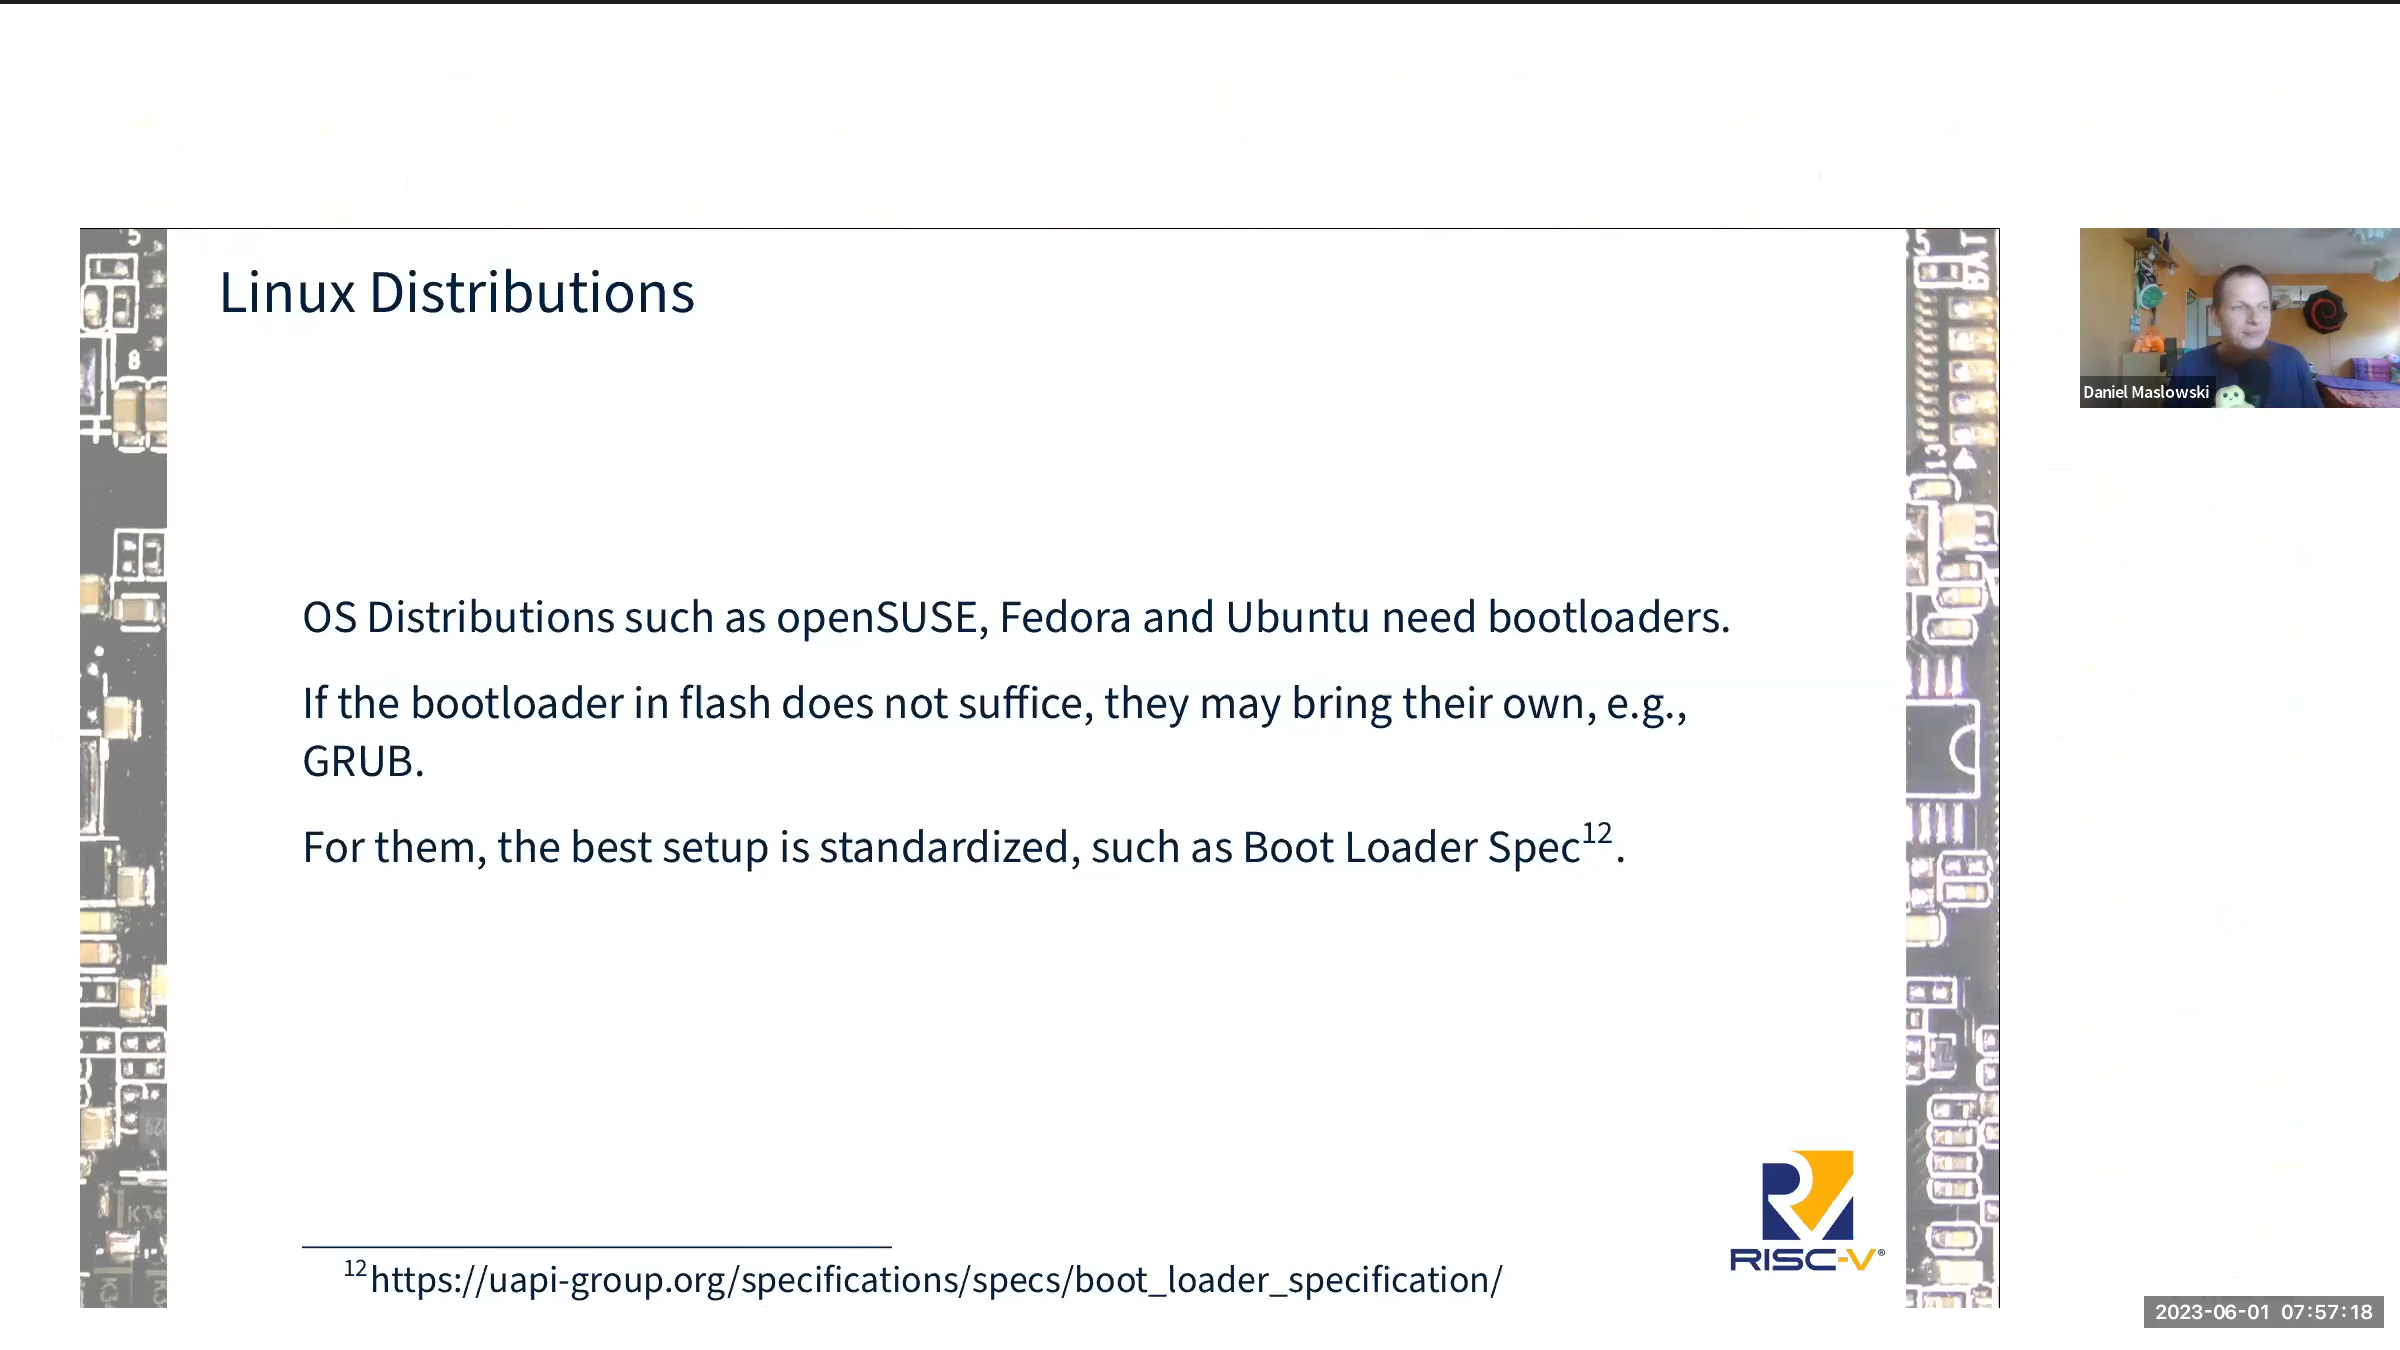 Linux Distributions
OS Distributions such as openSUSE, Fedora and Ubuntu need bootloaders.
If the bootloader in flash does not suffice, they may bring their own, e.g.,
GRUB.
For them, the best setup is standardized, such as Boot Loader Spec¹².
RISC-V®
¹²https://uapi-group.org/specifications/specs/boot_loader_specification/
Daniel Maslowski
2023-06-01 07:57:18